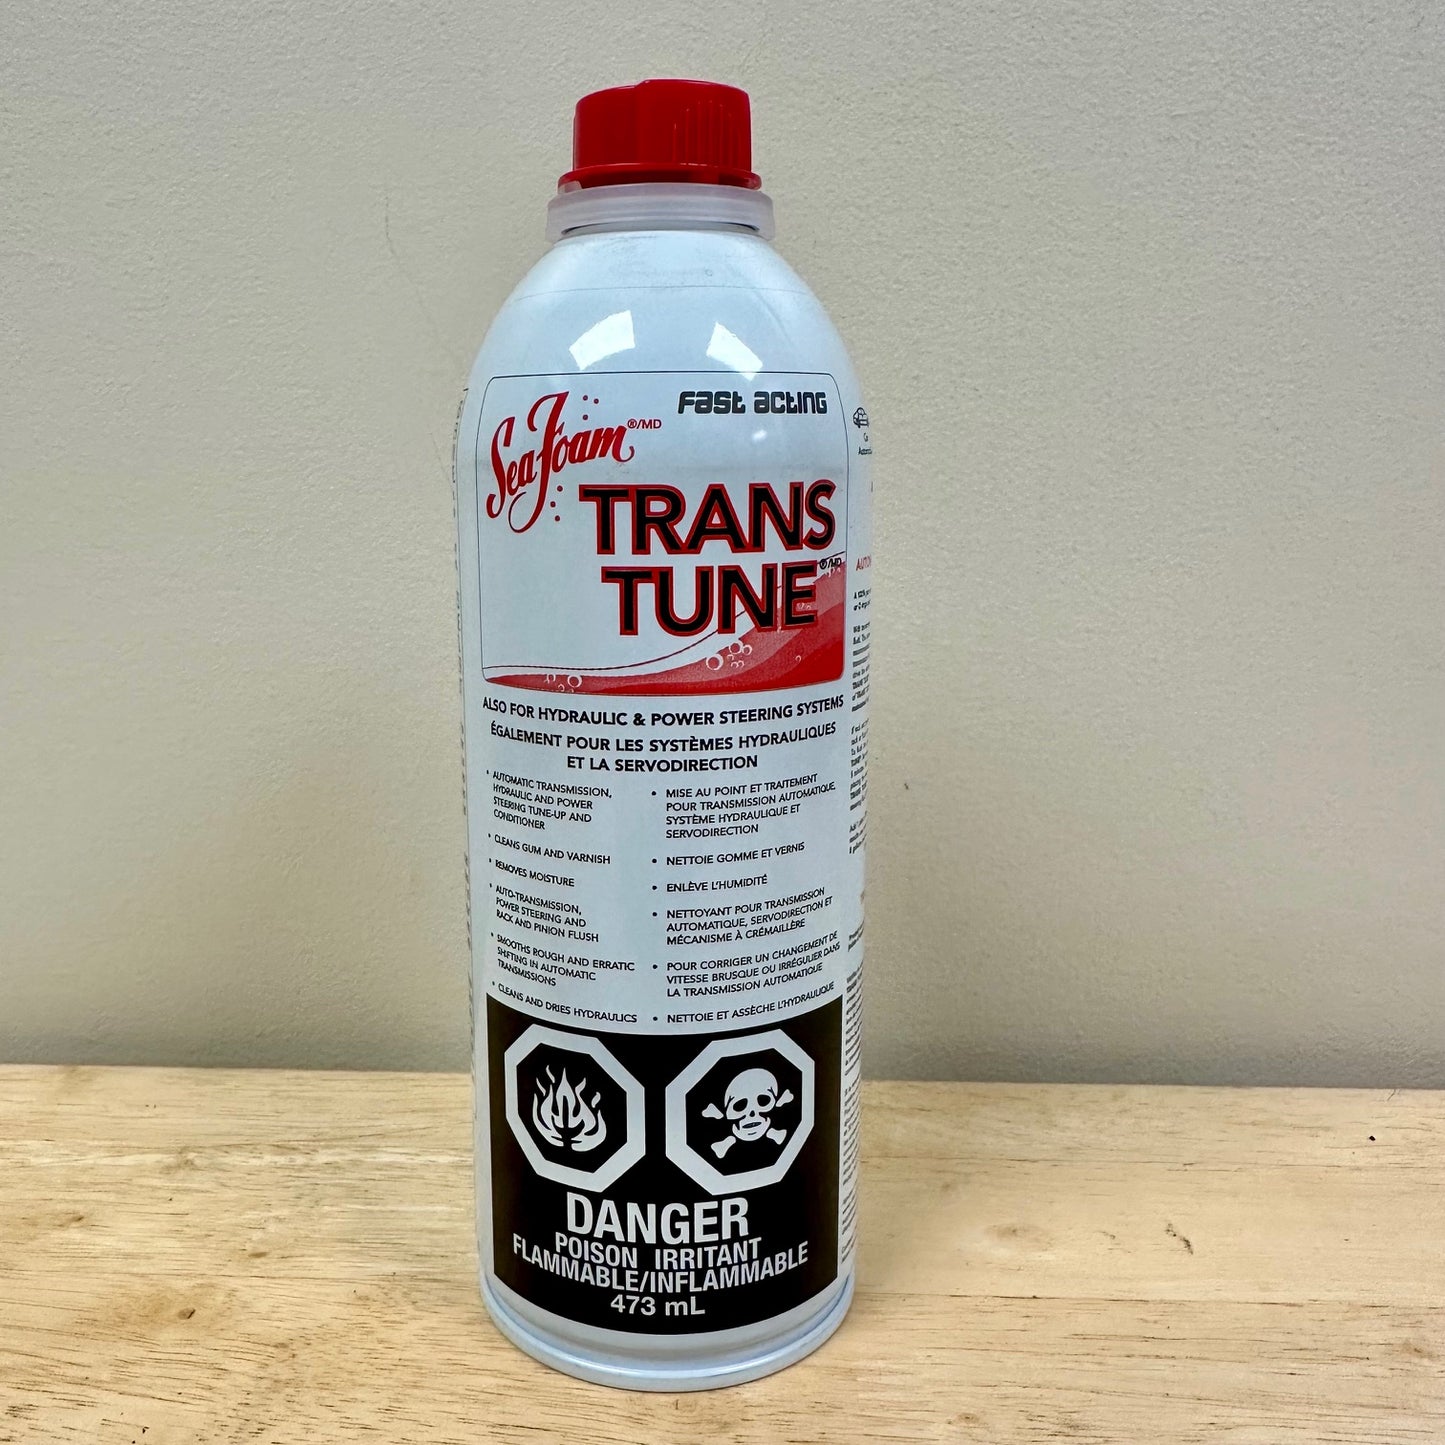 Fast acting
Sea Foam®/MD
TRANS
TUNE®/MD
ALSO FOR HYDRAULIC & POWER STEERING SYSTEMS
ÉGALEMENT POUR LES SYSTÈMES HYDRAULIQUES
ET LA SERVODIRECTION
• AUTOMATIC TRANSMISSION,
HYDRAULIC AND POWER
STEERING TUNE-UP AND
CONDITIONER
• CLEANS GUM AND VARNISH
• REMOVES MOISTURE
• AUTO-TRANSMISSION,
POWER STEERING AND
RACK AND PINION FLUSH
• SMOOTHS ROUGH AND ERRATIC
SHIFTING IN AUTOMATIC
TRANSMISSIONS
• CLEANS AND DRIES HYDRAULICS
• MISE AU POINT ET TRAITEMENT
POUR TRANSMISSION AUTOMATIQUE,
SYSTÈME HYDRAULIQUE ET
SERVODIRECTION
• NETTOIE GOMME ET VERNIS
• ENLÈVE L'HUMIDITÉ
• NETTOYANT POUR TRANSMISSION
AUTOMATIQUE, SERVODIRECTION ET
MÉCANISME À CRÉMAILLÈRE
• POUR CORRIGER UN CHANGEMENT DE
VITESSE BRUSQUE OU IRRÉGULIER DANS
LA TRANSMISSION AUTOMATIQUE
• NETTOIE ET ASSÈCHE L'HYDRAULIQUE
DANGER
POISON IRRITANT
FLAMMABLE/INFLAMMABLE
473 mL